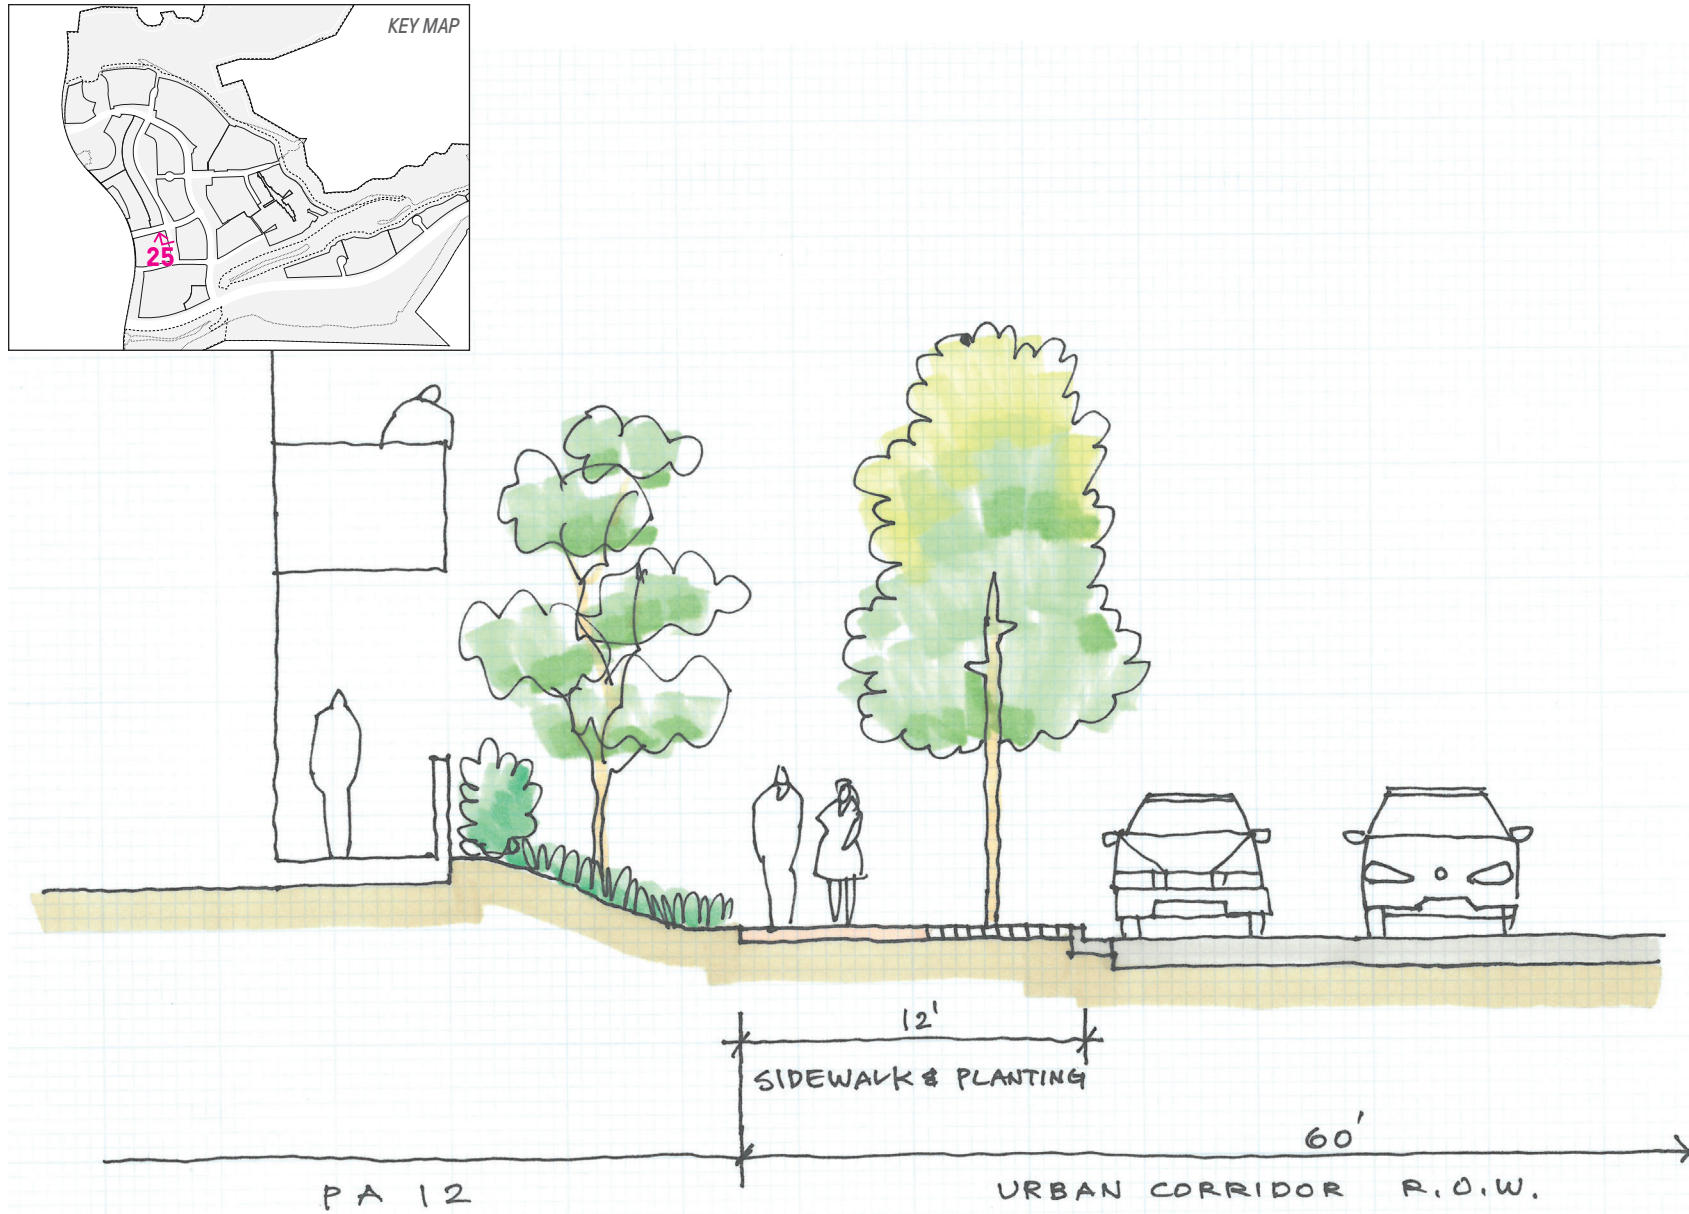 KEY MAP
25
12'
SIDEWALK & PLANTING
60'
PA 12
URBAN CORRIDOR R.O.W.